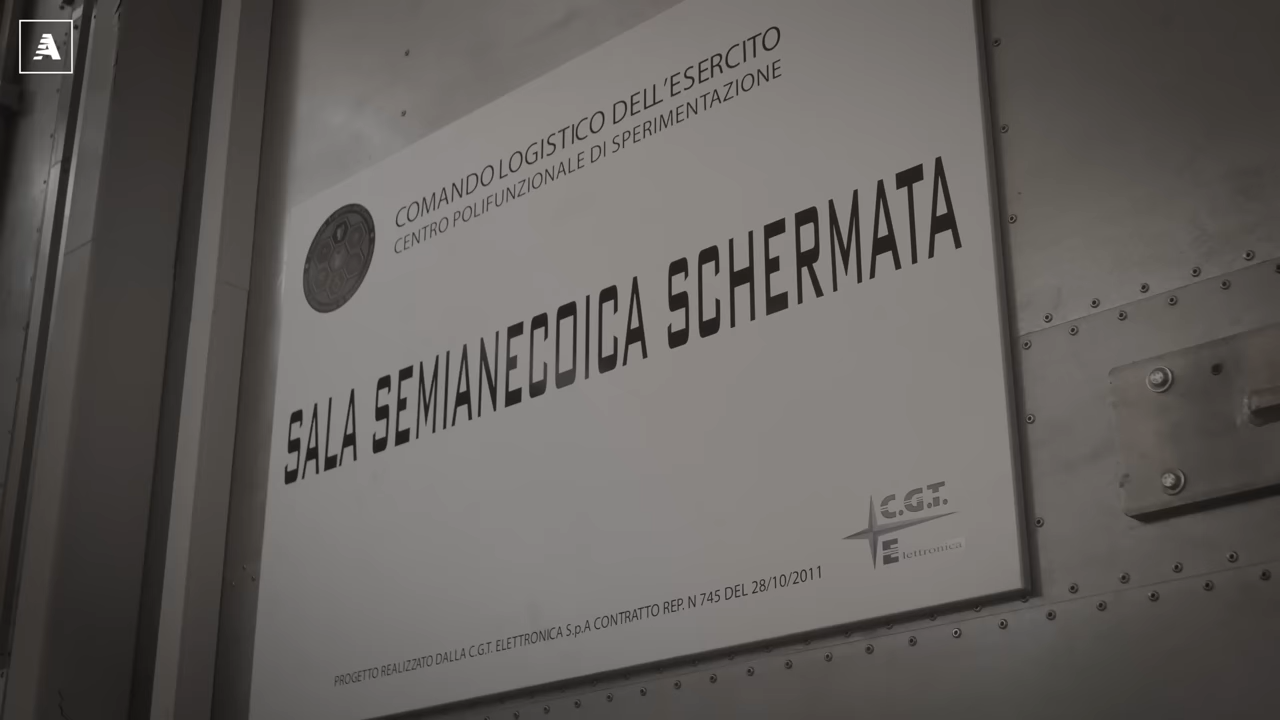 A
COMANDO LOGISTICO DELL'ESERCITO
CENTRO POLIFUNZIONALE DI SPERIMENTAZIONE
SALA SEMIANECOICA SCHERMATA
C.G.T.
Elettronica
PROGETTO REALIZZATO DALLA C.G.T. ELETTRONICA S.p.A CONTRATTO REP. N 745 DEL 28/10/2011